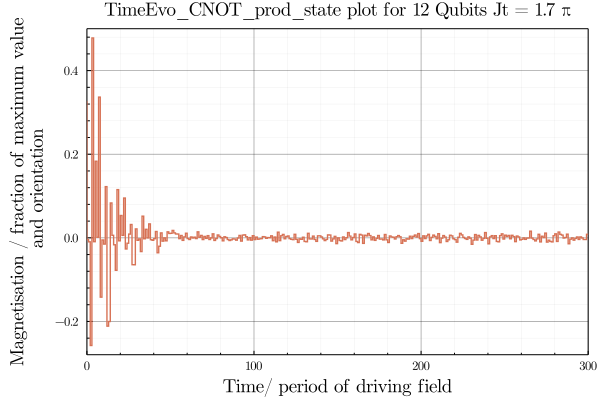 TimeEvo_CNOT_prod_state plot for 12 Qubits Jt = 1.7 π
Magnetisation / fraction of maximum value
and orientation
0.4
0.2
0.0
−0.2
0
100
200
300
Time/ period of driving field